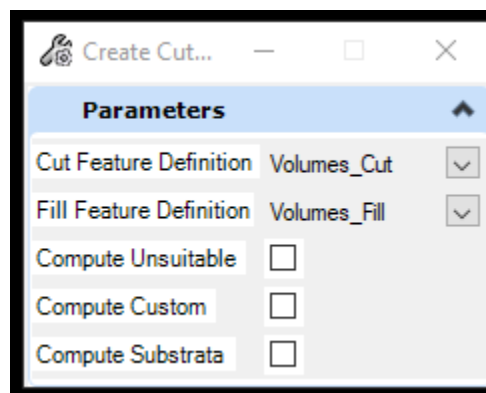 Create Cut...
Parameters
Cut Feature Definition Volumes_Cut
Fill Feature Definition Volumes_Fill
Compute Unsuitable
Compute Custom
Compute Substrata